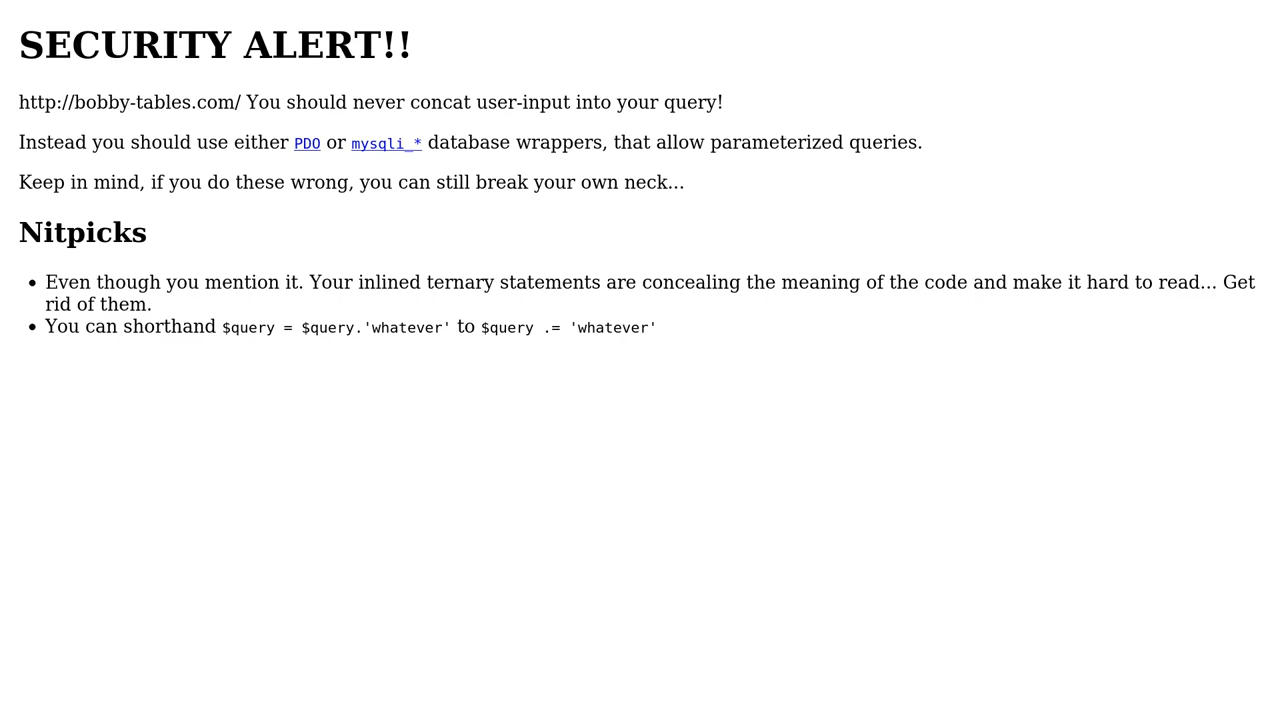 SECURITY ALERT!!
http://bobby-tables.com/ You should never concat user-input into your query!
Instead you should use either PDO or mysqli_* database wrappers, that allow parameterized queries.
Keep in mind, if you do these wrong, you can still break your own neck...
Nitpicks
• Even though you mention it. Your inlined ternary statements are concealing the meaning of the code and make it hard to read... Get
rid of them.
• You can shorthand $query = $query.'whatever' to $query .= 'whatever'